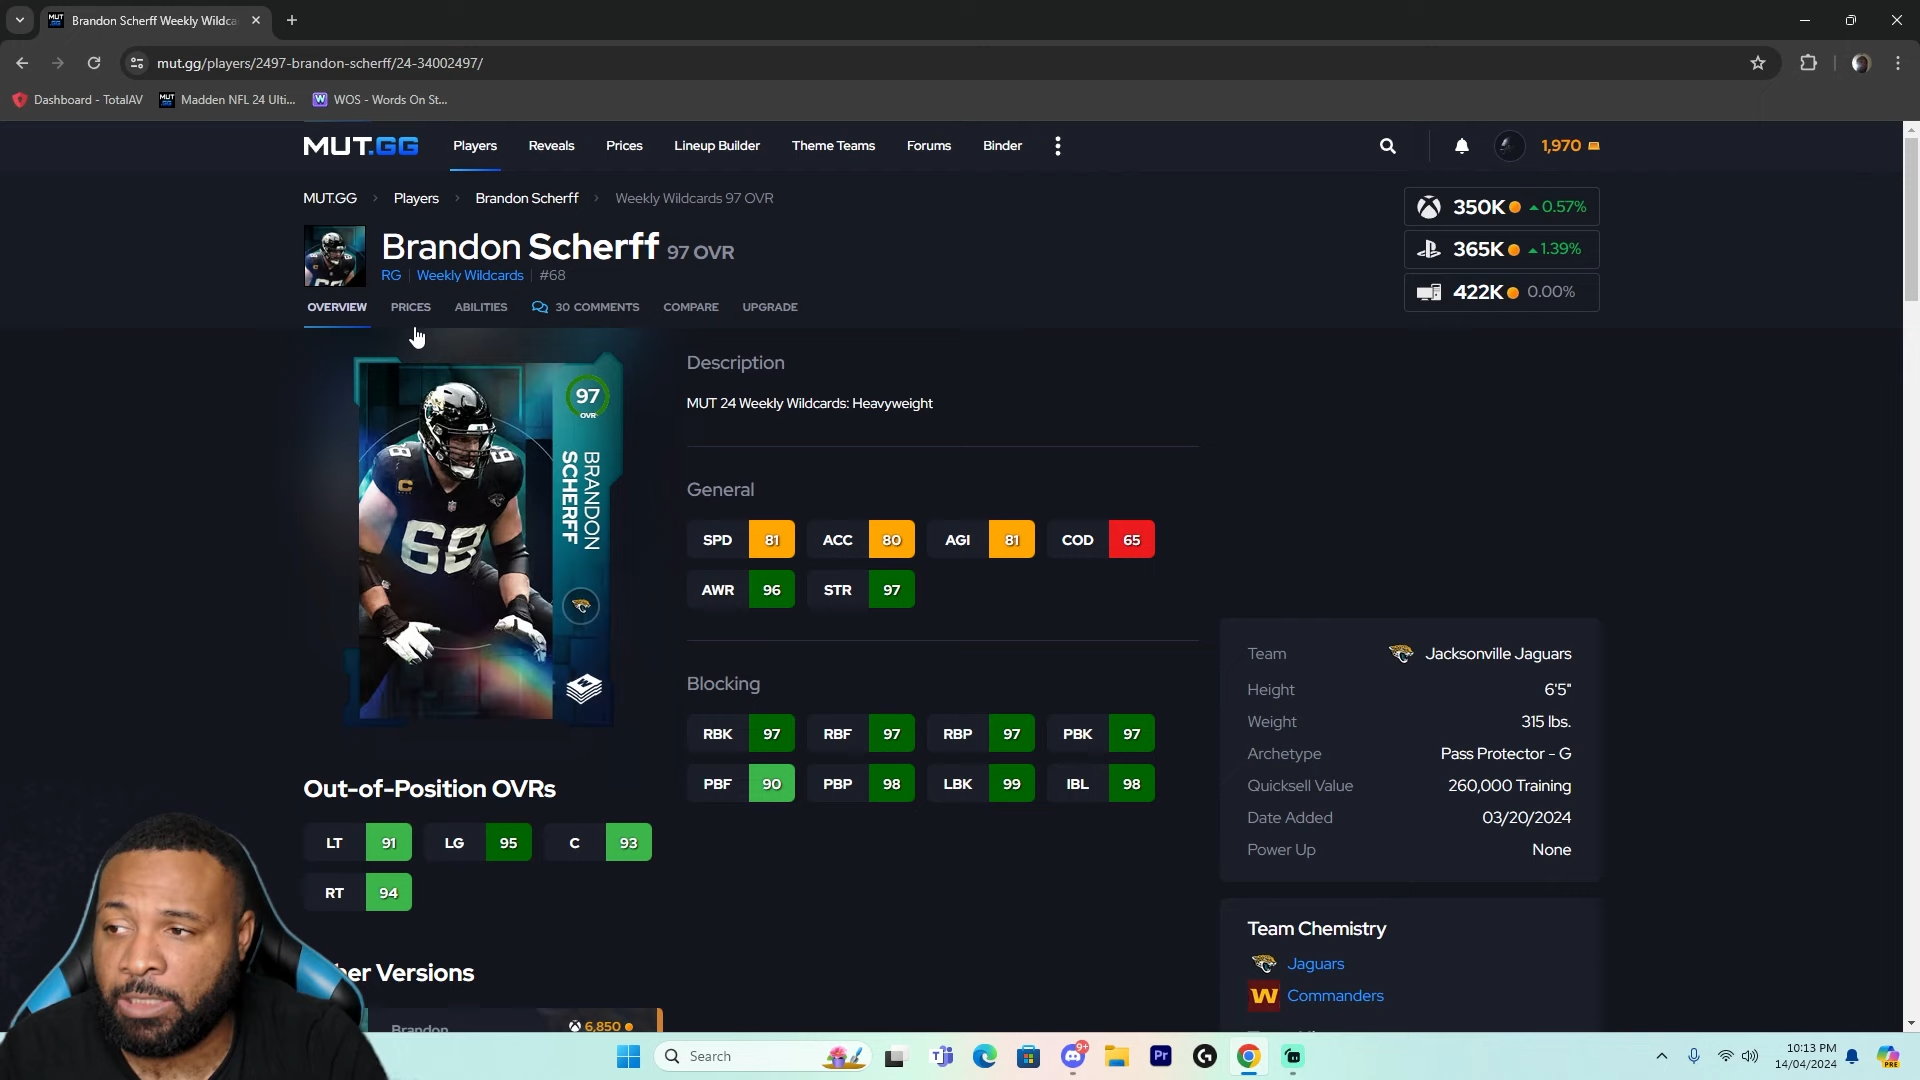 Brandon Scherff Weekly Wildca
mut.gg/players/2497-brandon-scherff/24-34002497/
Dashboard - TotalAV
MUT Madden NFL 24 Ulti...
WOS - Words On St...
MUT.GG Players Reveals Prices Lineup Builder Theme Teams Forums Binder 1,970
MUT.GG > Players > Brandon Scherff > Weekly Wildcards 97 OVR
350K 0.57%
Brandon Scherff 97 OVR
365K 1.39%
RG | Weekly Wildcards | #68
422K 0.00%
OVERVIEW PRICES ABILITIES 30 COMMENTS COMPARE UPGRADE
97
OVR
BRANDON
SCHERFF
68
C
Description
MUT 24 Weekly Wildcards: Heavyweight
General
SPD 81 ACC 80 AGI 81 COD 65
AWR 96 STR 97
Blocking
RBK 97 RBF 97 RBP 97 PBK 97
PBF 90 PBP 98 LBK 99 IBL 98
Team Jacksonville Jaguars
Height 6'5"
Weight 315 lbs.
Archetype Pass Protector - G
Quicksell Value 260,000 Training
Date Added 03/20/2024
Power Up None
Out-of-Position OVRs
LT 91 LG 95 C 93
RT 94
Team Chemistry
Jaguars
W Commanders
her Versions
Brandon 6,850
Search
9+
Pr
10:13 PM
14/04/2024
PRE